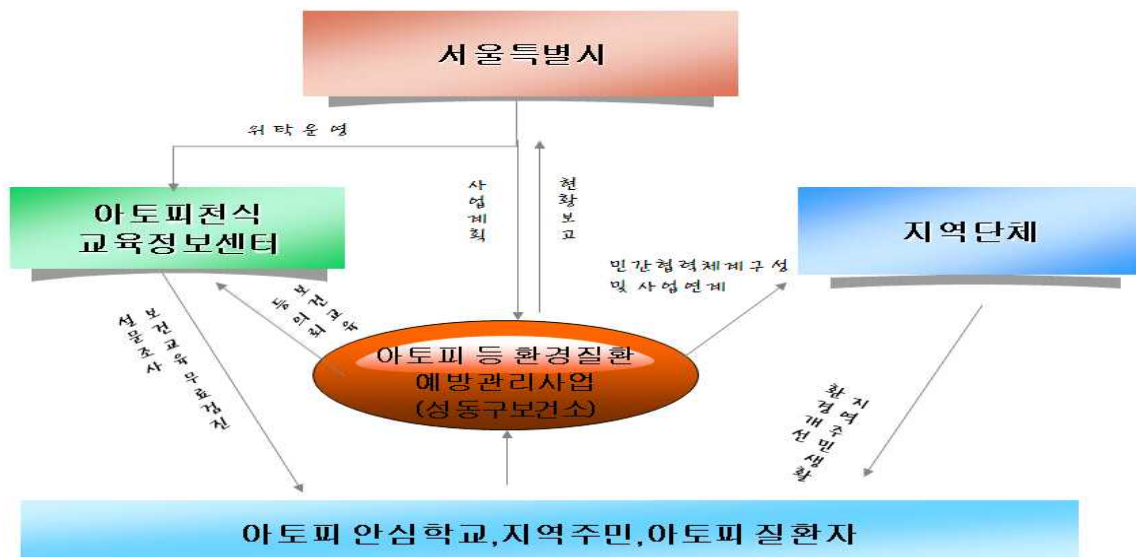 서울특별시
위탁운영
사업계획
현황보고
아토피천식
교육정보센터
지역단체
민간협력체계구성
및 사업연계
보건교육
등 의뢰
아토피 등 환경질환
예방관리사업
(성동구보건소)
보건교육 무료검진
설문조사
지역주민생활
환경개선
아토피 안심학교,지역주민,아토피 질환자